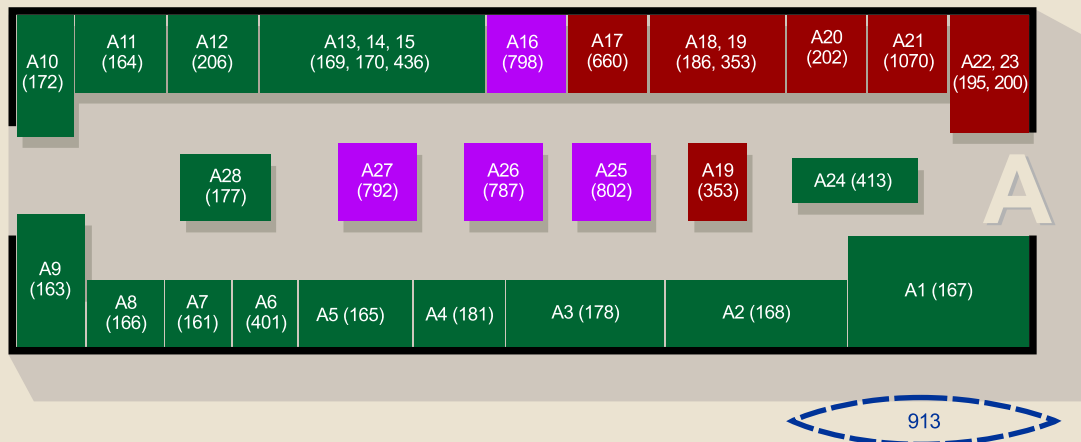 A10
(172)
A11
(164)
A12
(206)
A13, 14, 15
(169, 170, 436)
A16
(798)
A17
(660)
A18, 19
(186, 353)
A20
(202)
A21
(1070)
A22, 23
(195, 200)
A28
(177)
A27
(792)
A26
(787)
A25
(802)
A19
(353)
A24 (413)
A
A9
(163)
A8
(166)
A7
(161)
A6
(401)
A5 (165)
A4 (181)
A3 (178)
A2 (168)
A1 (167)
913